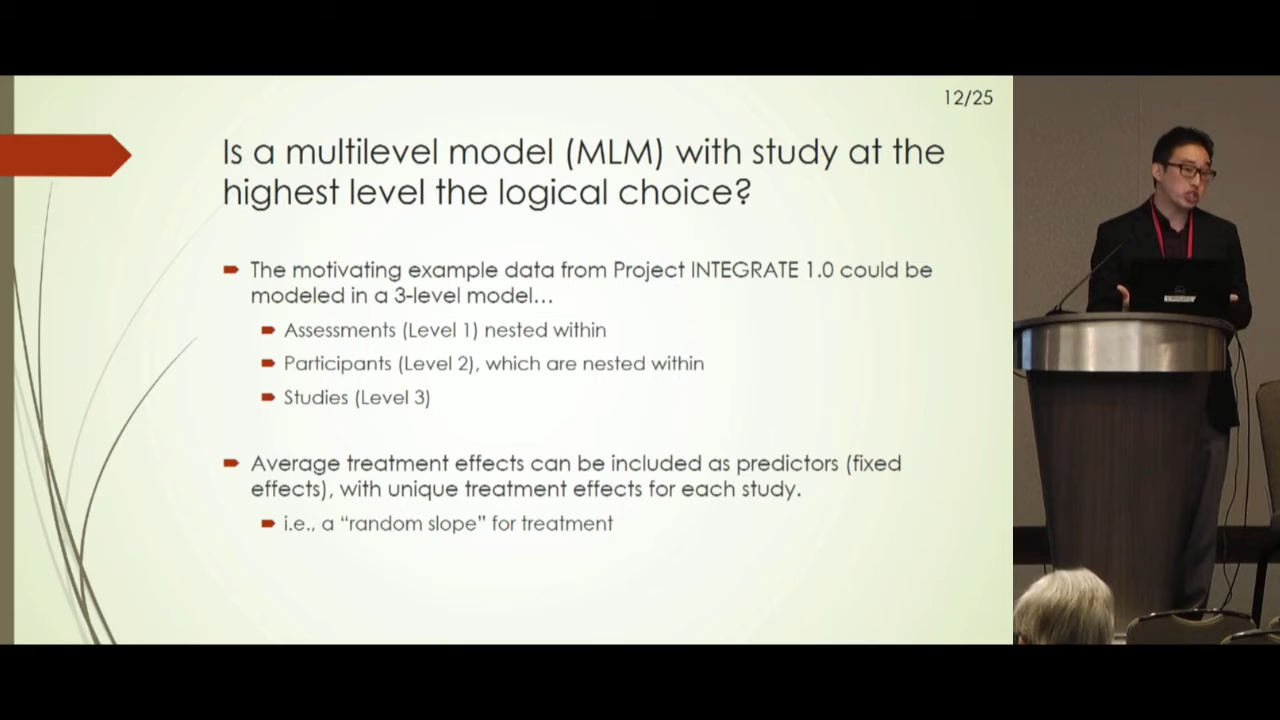 12/25
Is a multilevel model (MLM) with study at the
highest level the logical choice?
The motivating example data from Project INTEGRATE 1.0 could be
modeled in a 3-level model…
Assessments (Level 1) nested within
Participants (Level 2), which are nested within
Studies (Level 3)
Average treatment effects can be included as predictors (fixed
effects), with unique treatment effects for each study.
i.e., a “random slope” for treatment